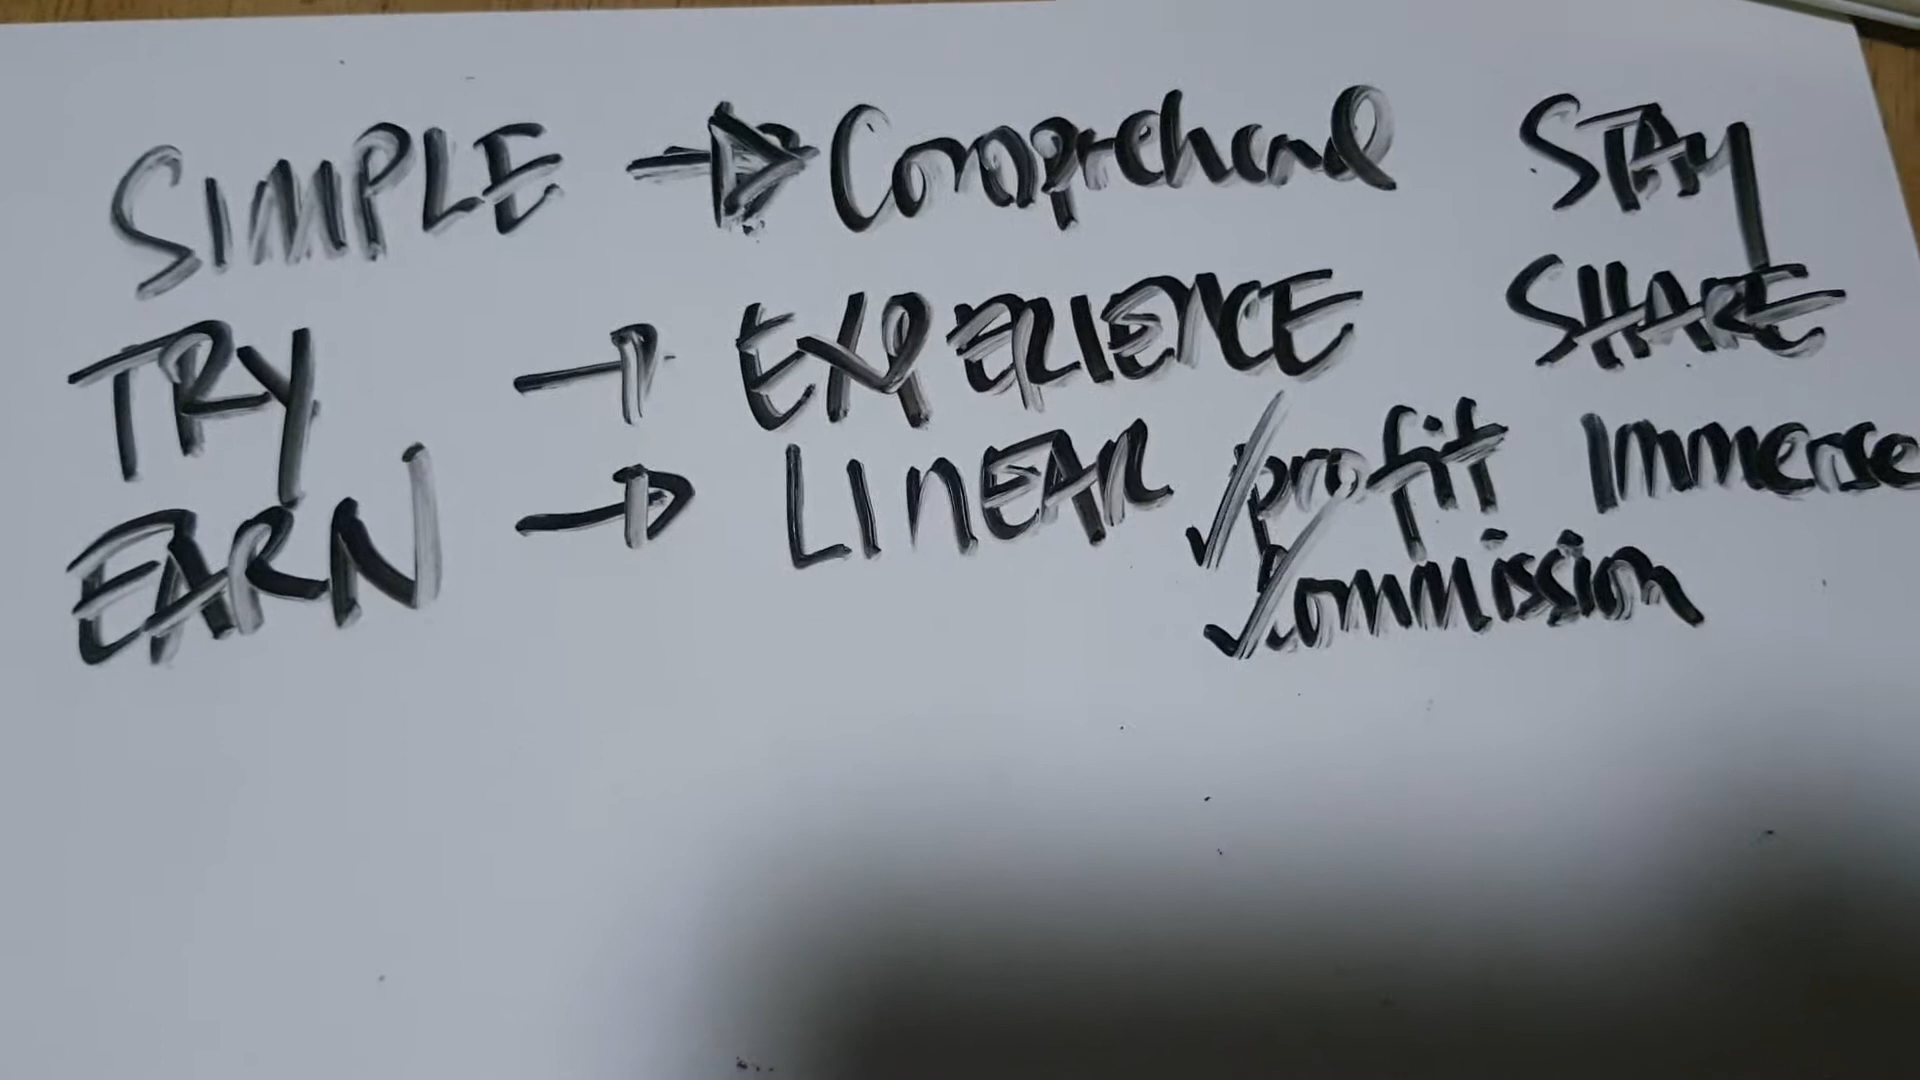 SIMPLE → Comprehend STAY
TRY → EXPERIENCE SHARE
EARN → LINEAR ✓profit Immerse
✓Commission